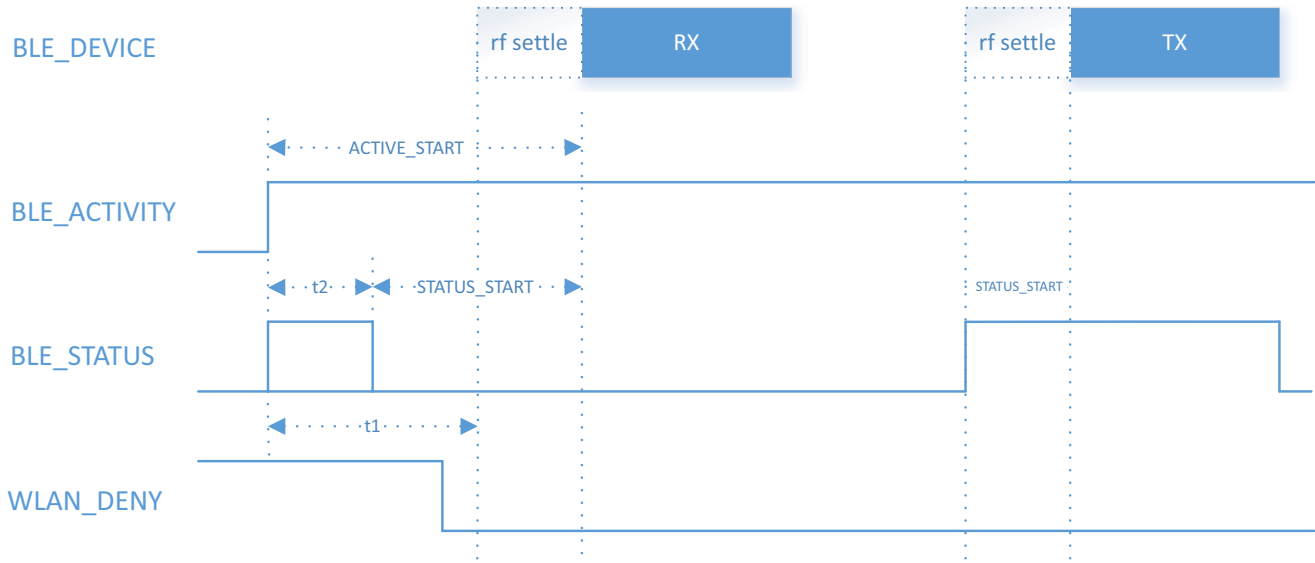 BLE_DEVICE
rf settle
RX
rf settle
TX
ACTIVE_START
BLE_ACTIVITY
t2
STATUS_START
STATUS_START
BLE_STATUS
t1
WLAN_DENY